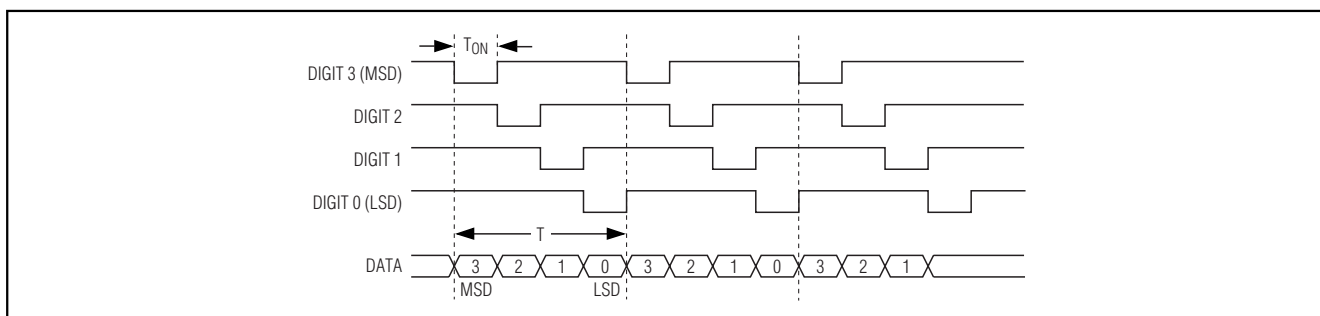 TON
DIGIT 3 (MSD)
DIGIT 2
DIGIT 1
DIGIT 0 (LSD)
T
DATA 3 2 1 0 3 2 1 0 3 2 1
MSD LSD